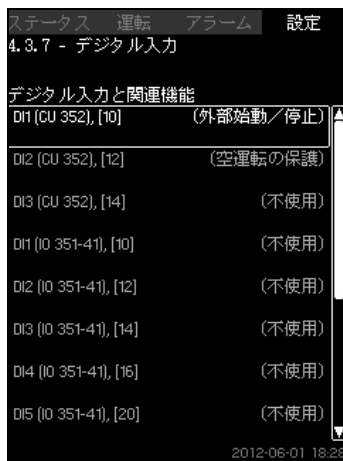 ステータス 運転 アラーム 設定
4.3.7 - デジタル入力
デジタル入力と関連機能
DI1 (CU 352), [10] (外部始動/停止)
DI2 (CU 352), [12] (空運転の保護)
DI3 (CU 352), [14] (不使用)
DI1 (IO 351-41), [10] (不使用)
DI2 (IO 351-41), [12] (不使用)
DI3 (IO 351-41), [14] (不使用)
DI4 (IO 351-41), [16] (不使用)
DI5 (IO 351-41), [20] (不使用)
2012-06-01 18:28